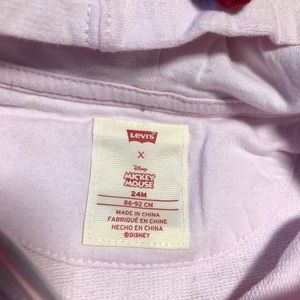 Levi's
X
Disney
MICKEY
MOUSE
24M
86-92 CM
MADE IN CHINA
FABRIQUÉ EN CHINE
HECHO EN CHINA
©DISNEY